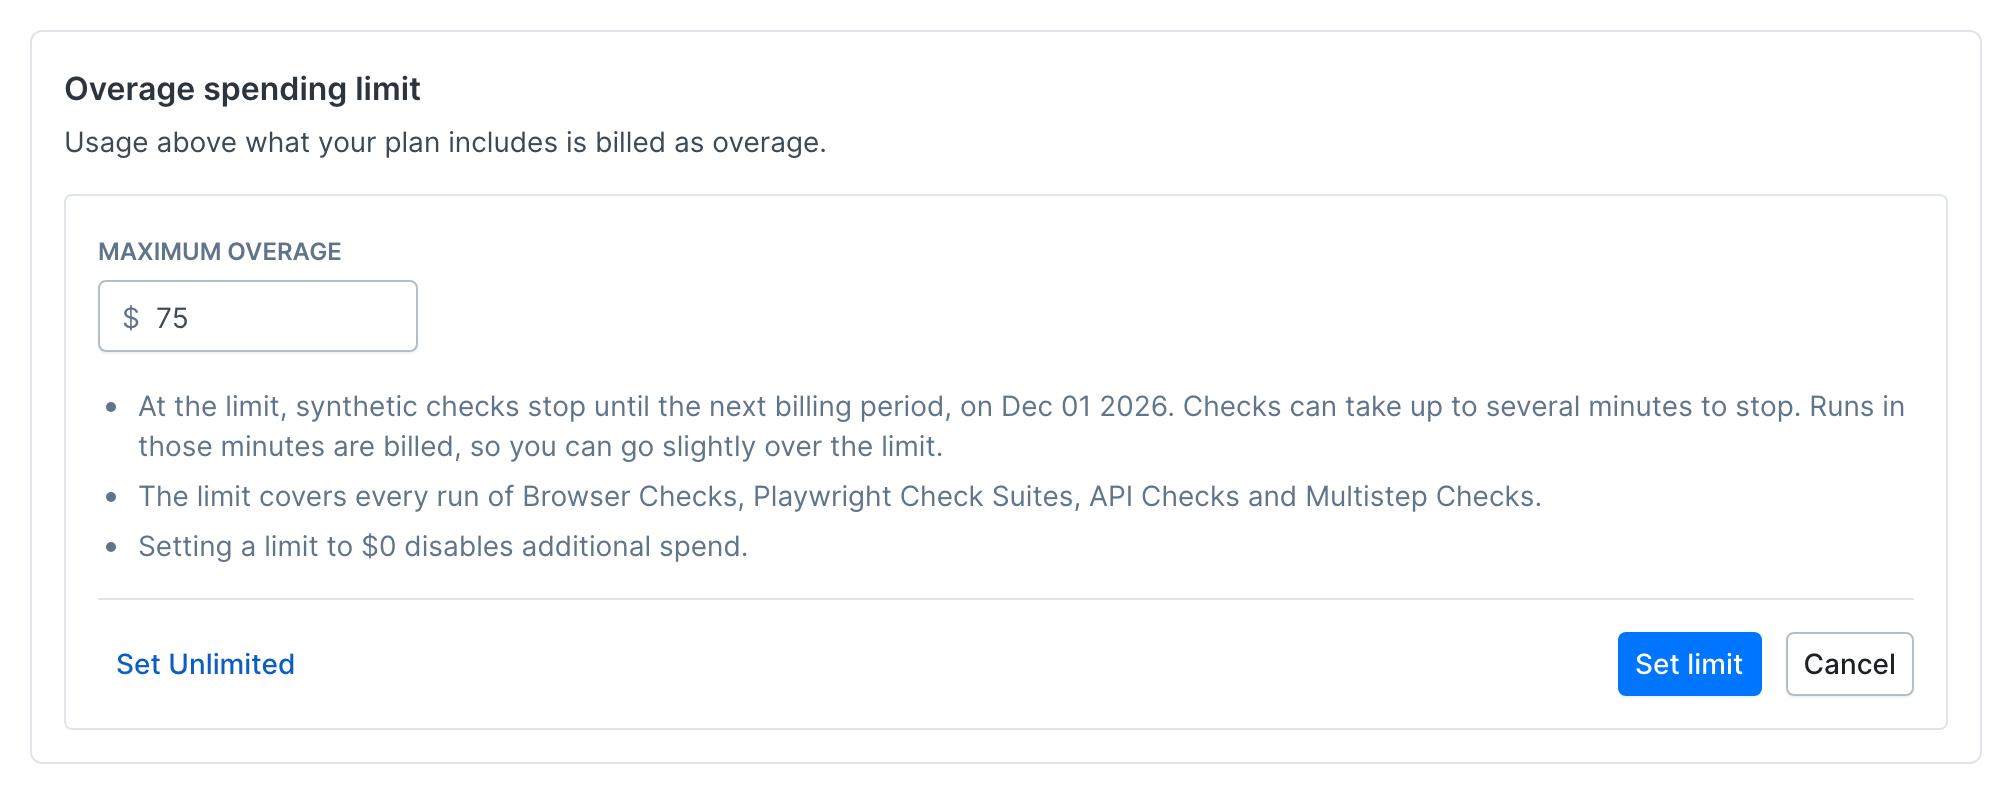 Overage spending limit
Usage above what your plan includes is billed as overage.
MAXIMUM OVERAGE
$ 75
• At the limit, synthetic checks stop until the next billing period, on Dec 01 2026. Checks can take up to several minutes to stop. Runs in
those minutes are billed, so you can go slightly over the limit.
• The limit covers every run of Browser Checks, Playwright Check Suites, API Checks and Multistep Checks.
• Setting a limit to $0 disables additional spend.
Set Unlimited
Set limit
Cancel